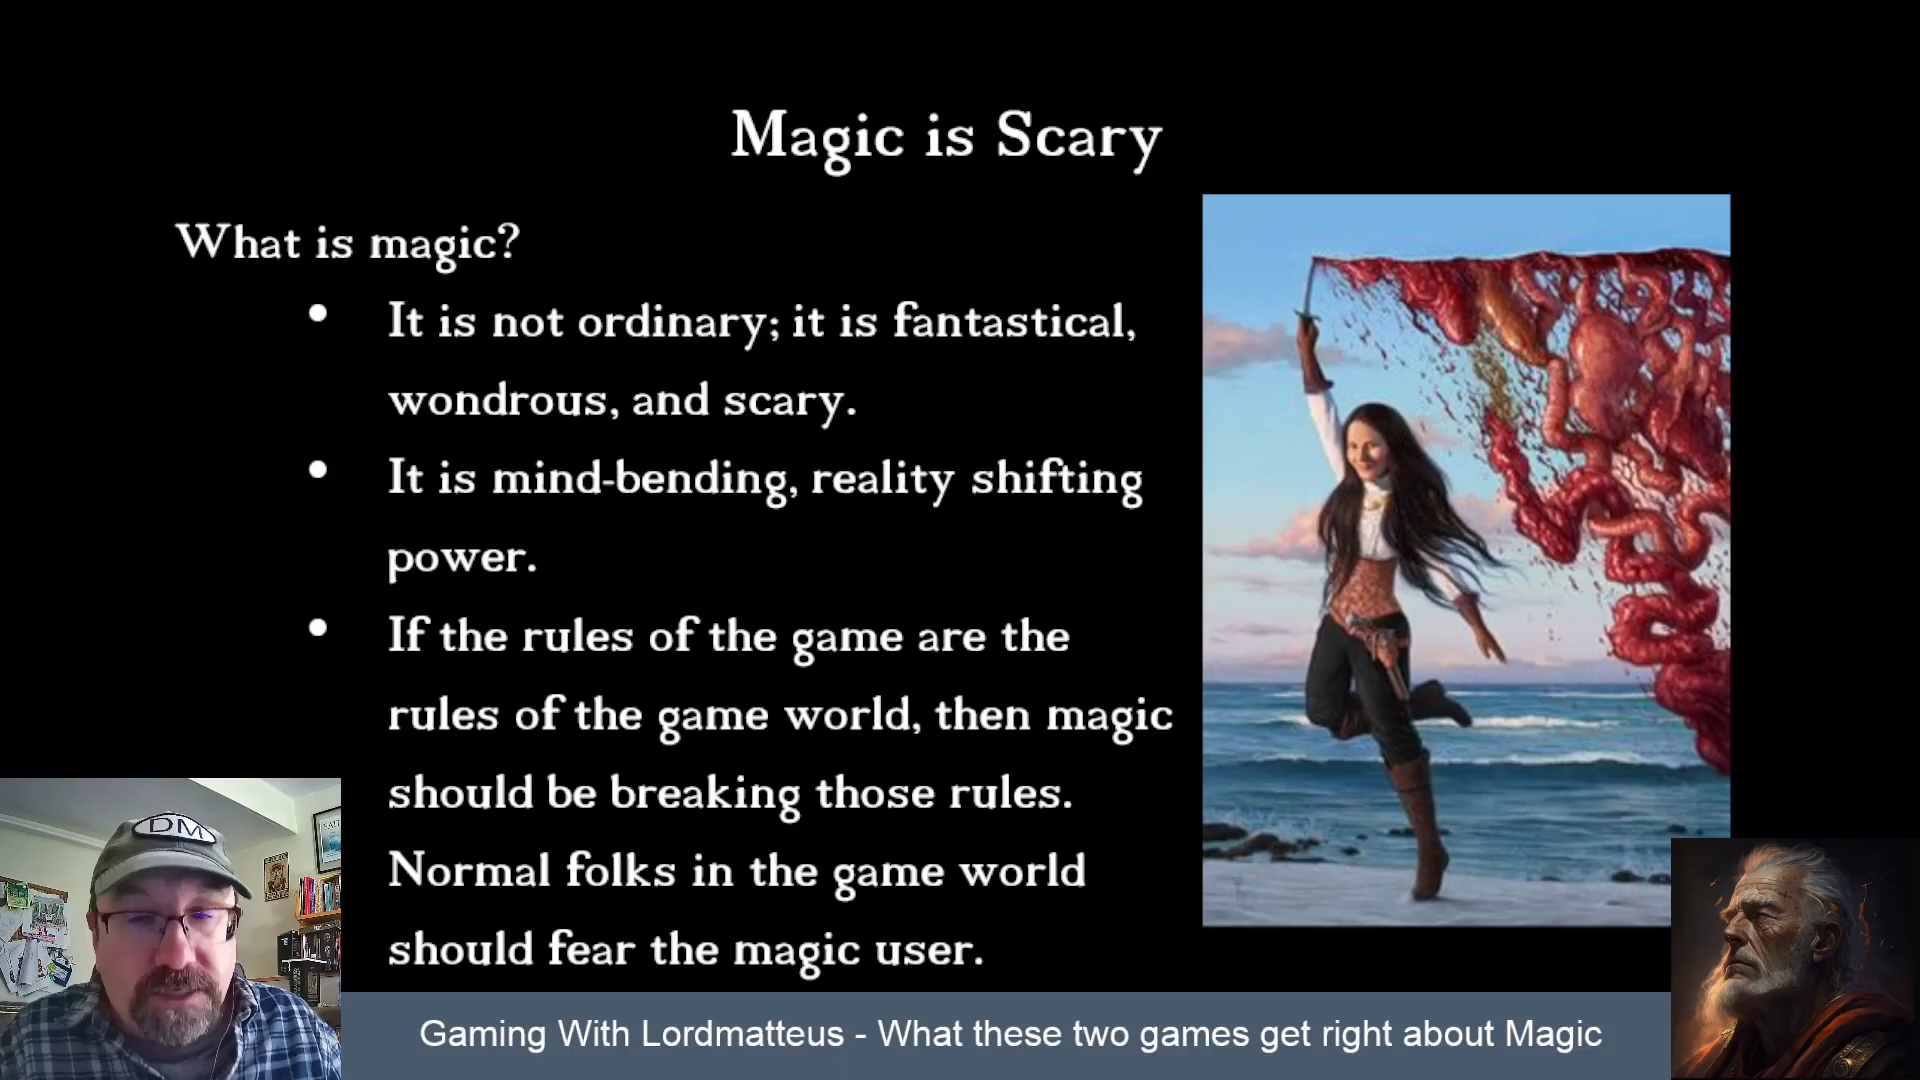 Magic is Scary
What is magic?
• It is not ordinary; it is fantastical,
wondrous, and scary.
• It is mind-bending, reality shifting
power.
• If the rules of the game are the
rules of the game world, then magic
should be breaking those rules.
Normal folks in the game world
should fear the magic user.
DM
Gaming With Lordmatteus - What these two games get right about Magic